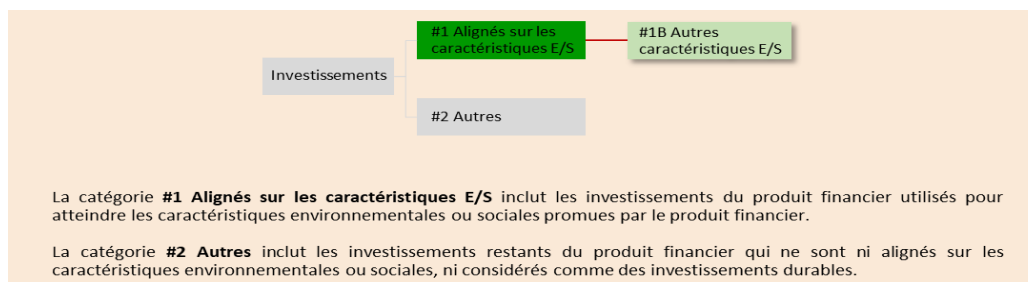 #1 Alignés sur les
caractéristiques E/S
#1B Autres
caractéristiques E/S
Investissements
#2 Autres
La catégorie #1 Alignés sur les caractéristiques E/S inclut les investissements du produit financier utilisés pour
atteindre les caractéristiques environnementales ou sociales promues par le produit financier.
La catégorie #2 Autres inclut les investissements restants du produit financier qui ne sont ni alignés sur les
caractéristiques environnementales ou sociales, ni considérés comme des investissements durables.